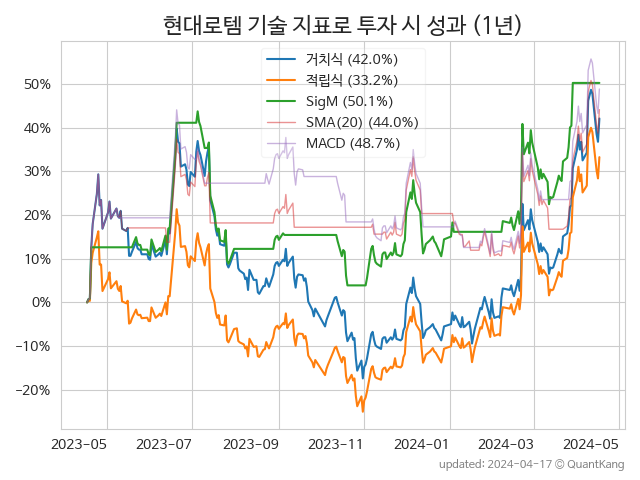 현대로템 기술 지표로 투자 시 성과 (1년)
거치식 (42.0%)
적립식 (33.2%)
SigM (50.1%)
SMA(20) (44.0%)
MACD (48.7%)
50%
40%
30%
20%
10%
0%
−10%
−20%
2023-05 2023-07 2023-09 2023-11 2024-01 2024-03 2024-05
updated: 2024-04-17 © QuantKang